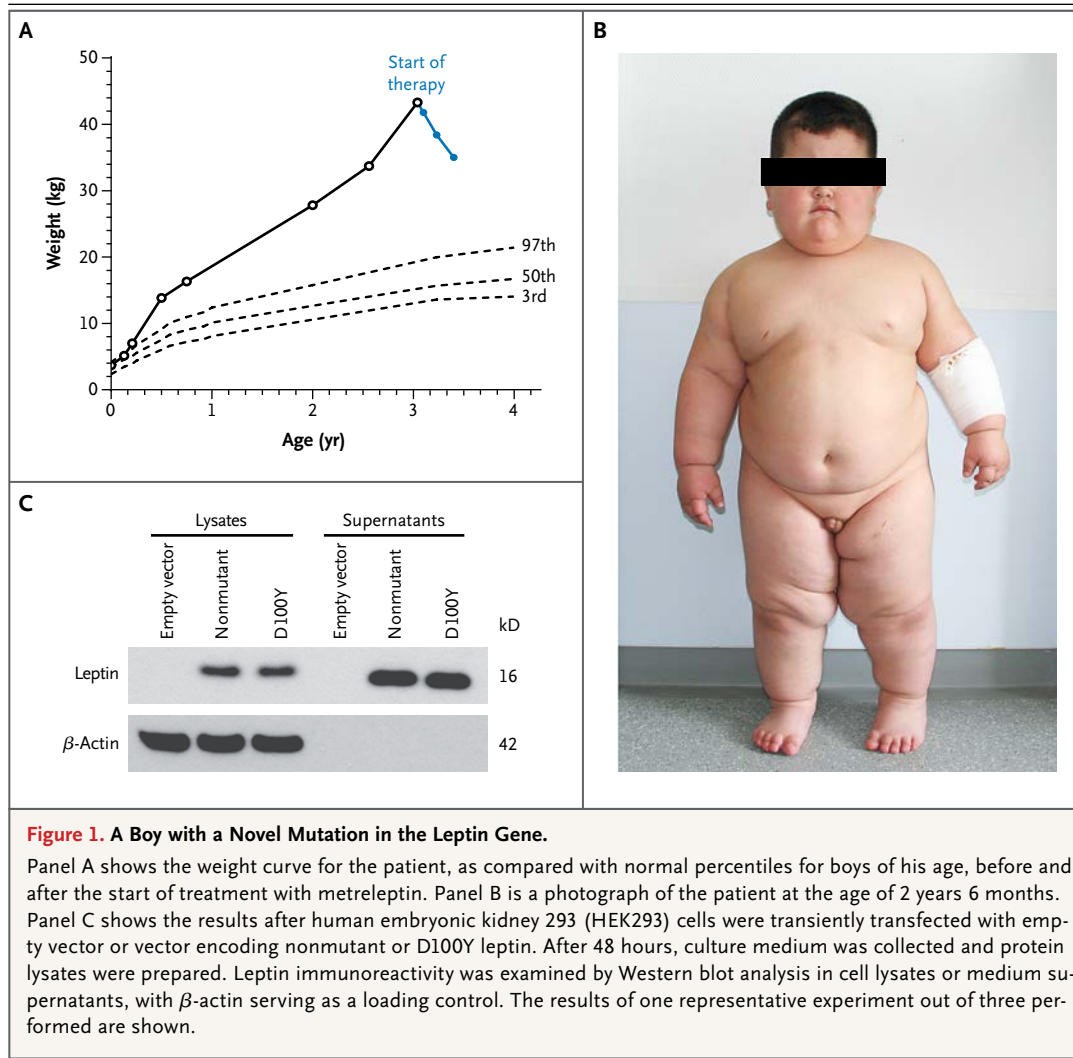 A
50
40
30
20
10
0
Weight (kg)
Start of
therapy
97th
50th
3rd
0
1
2
3
4
Age (yr)
B
C
Lysates
Supernatants
Empty vector
Nonmutant
D100Y
Empty vector
Nonmutant
D100Y
kD
Leptin
16
β-Actin
42
Figure 1. A Boy with a Novel Mutation in the Leptin Gene.
Panel A shows the weight curve for the patient, as compared with normal percentiles for boys of his age, before and
after the start of treatment with metreleptin. Panel B is a photograph of the patient at the age of 2 years 6 months.
Panel C shows the results after human embryonic kidney 293 (HEK293) cells were transiently transfected with emp-
ty vector or vector encoding nonmutant or D100Y leptin. After 48 hours, culture medium was collected and protein
lysates were prepared. Leptin immunoreactivity was examined by Western blot analysis in cell lysates or medium su-
pernatants, with β-actin serving as a loading control. The results of one representative experiment out of three per-
formed are shown.